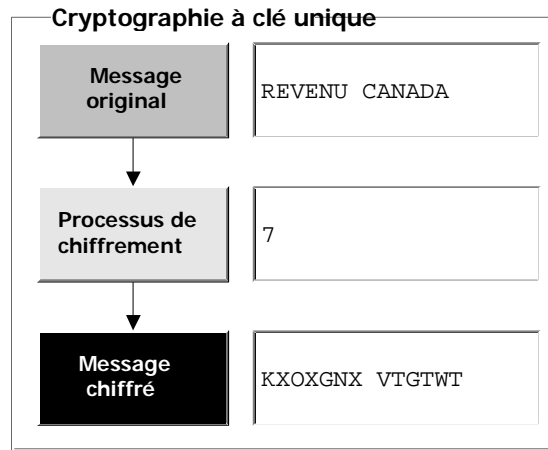 Cryptographie à clé unique
Message
original
REVENU CANADA
Processus de
chiffrement
7
Message
chiffré
KXOXGNX VTGTWT